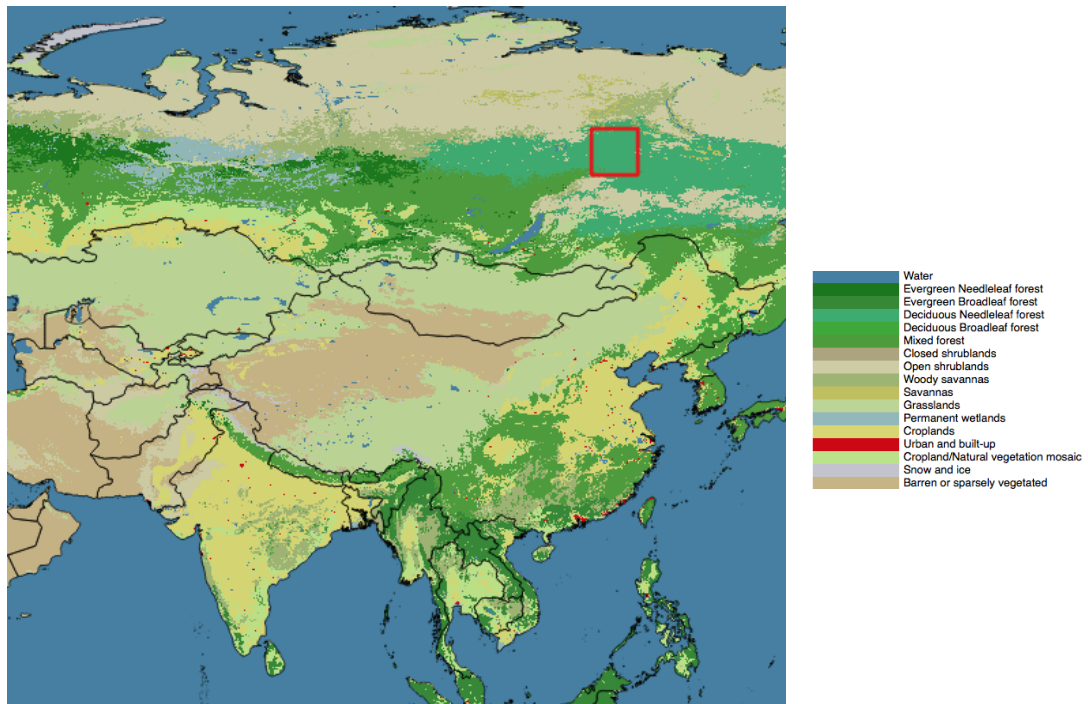 Water
Evergreen Needleleaf forest
Evergreen Broadleaf forest
Deciduous Needleleaf forest
Deciduous Broadleaf forest
Mixed forest
Closed shrublands
Open shrublands
Woody savannas
Savannas
Grasslands
Permanent wetlands
Croplands
Urban and built-up
Cropland/Natural vegetation mosaic
Snow and ice
Barren or sparsely vegetated